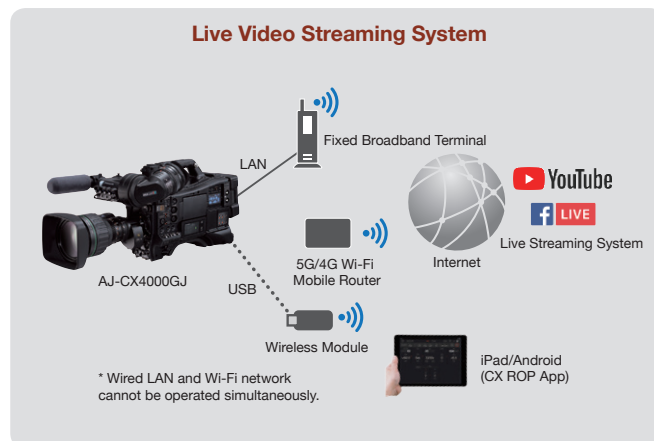 Live Video Streaming System
Fixed Broadband Terminal
LAN
YouTube
f LIVE
Live Streaming System
Internet
AJ-CX4000GJ
5G/4G Wi-Fi
Mobile Router
USB
Wireless Module
iPad/Android
(CX ROP App)
* Wired LAN and Wi-Fi network
cannot be operated simultaneously.